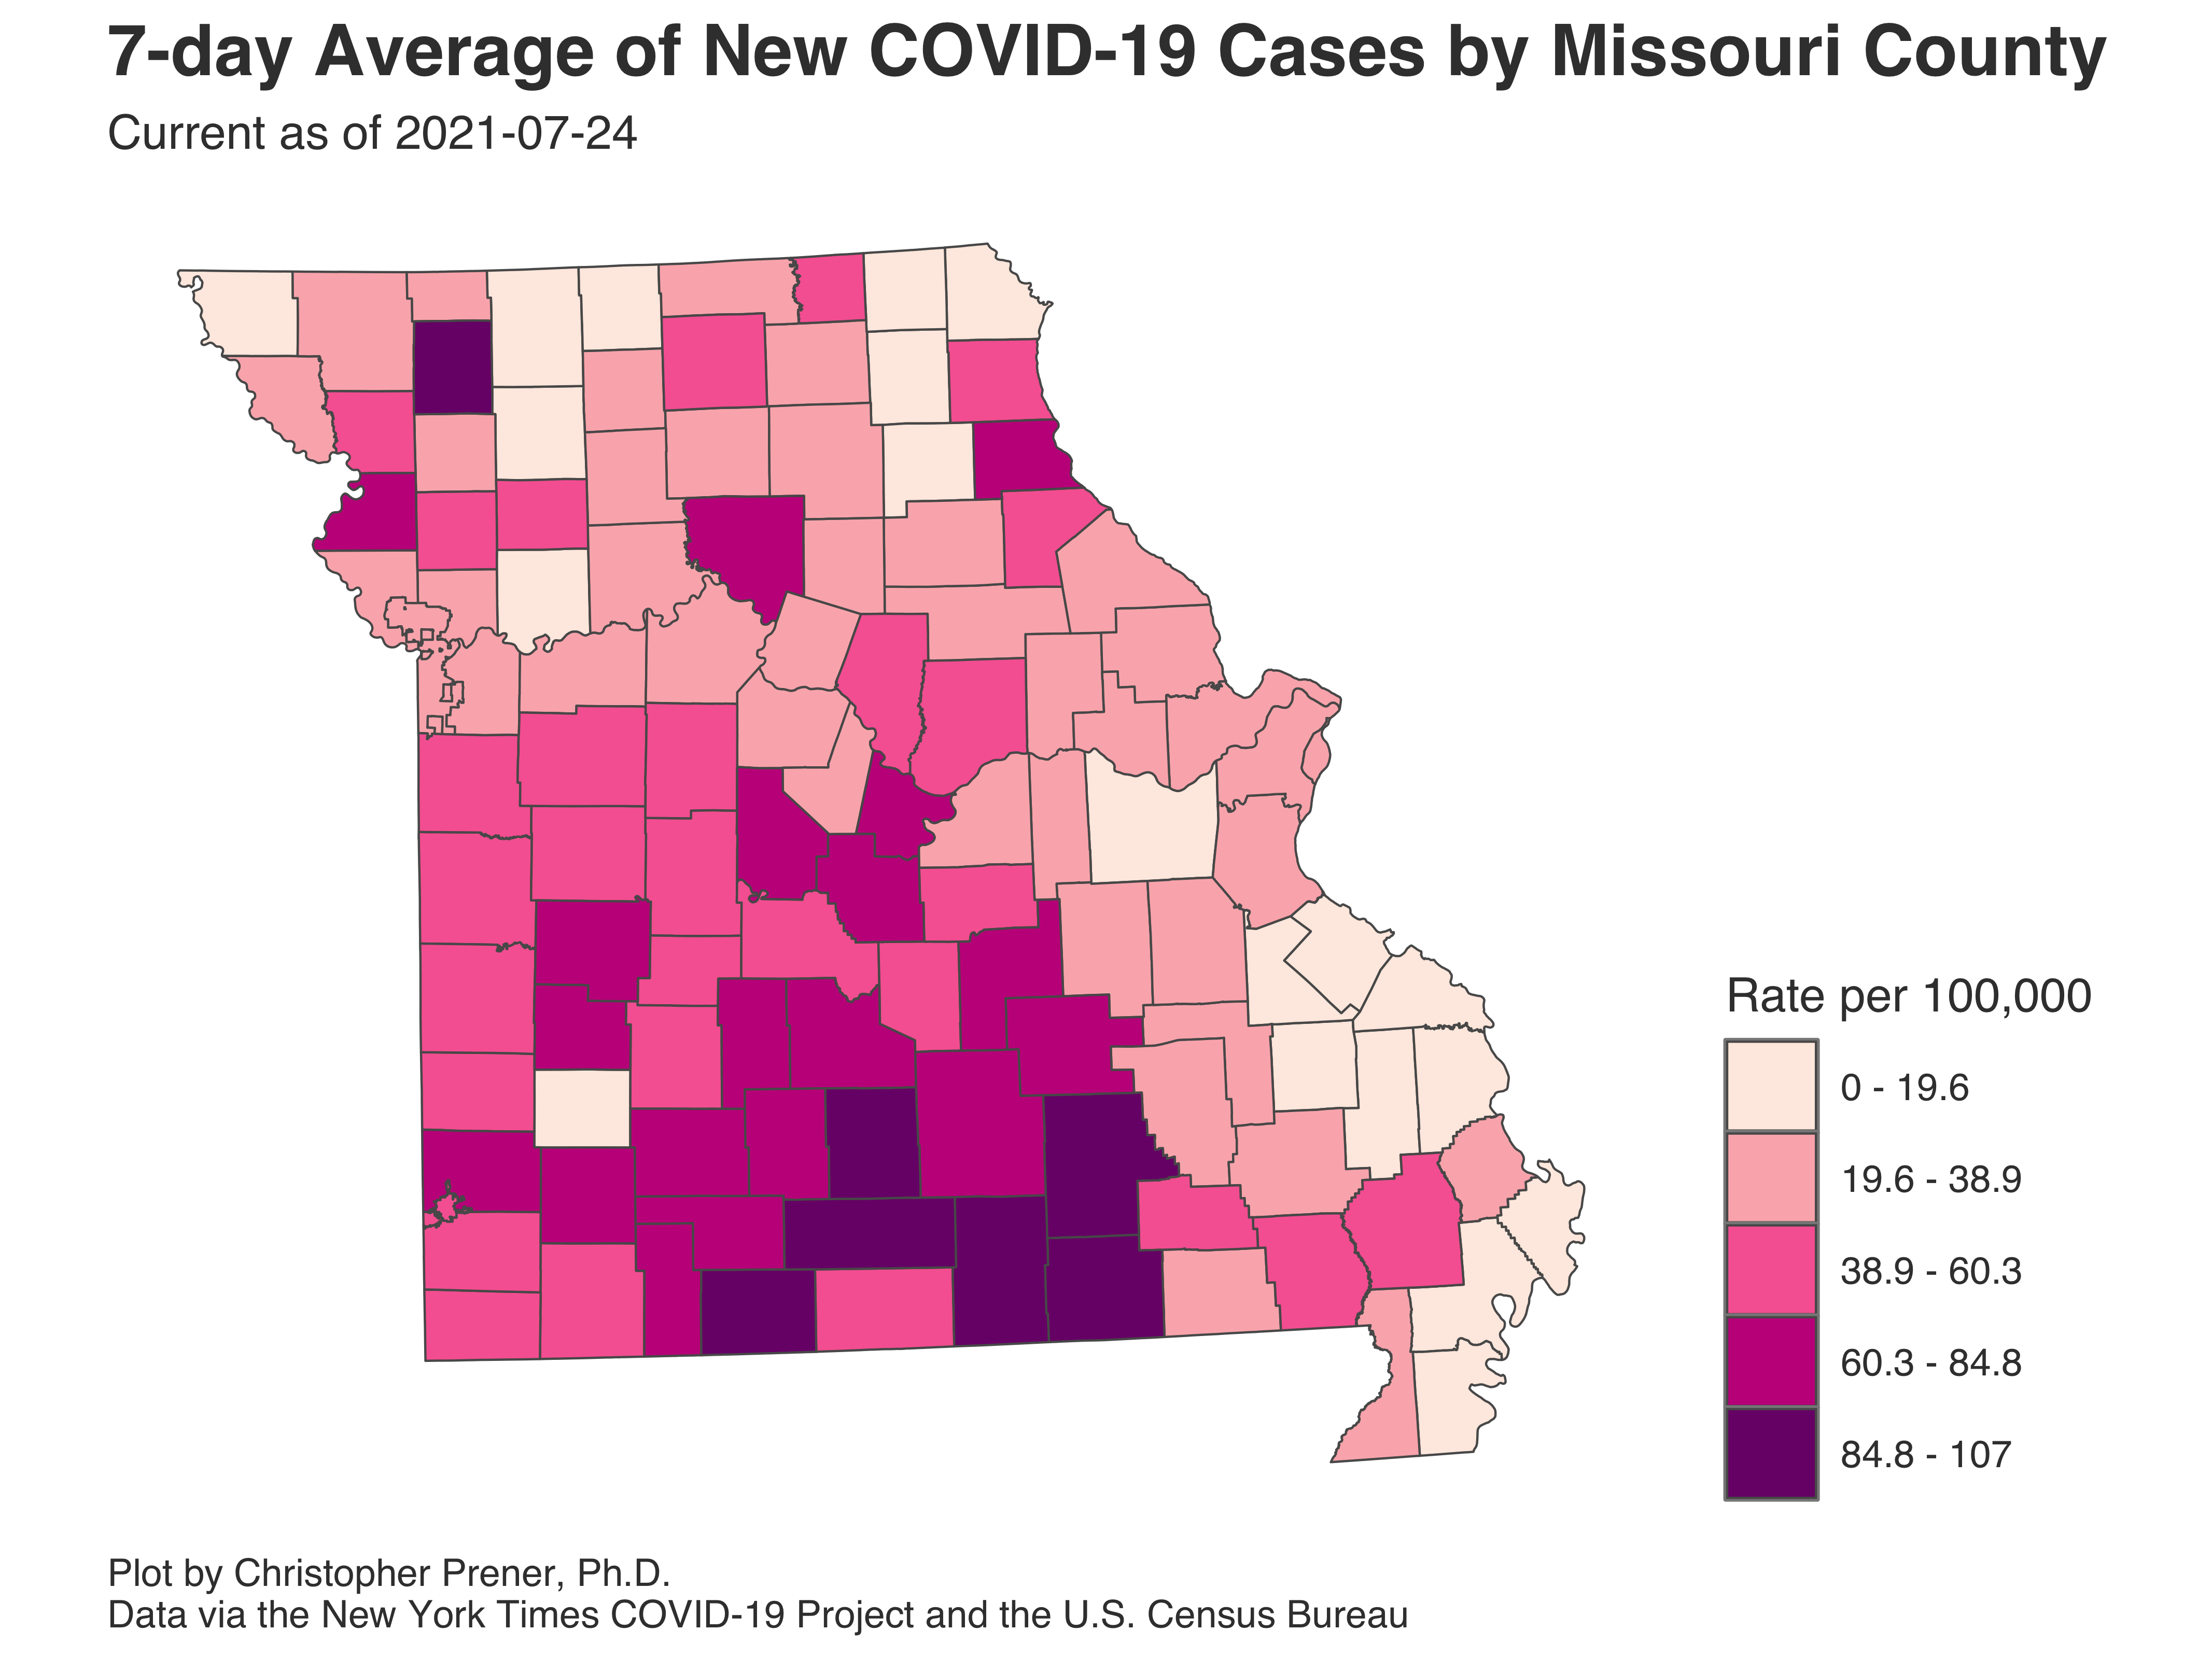 7-day Average of New COVID-19 Cases by Missouri County
Current as of 2021-07-24
Rate per 100,000
0 - 19.6
19.6 - 38.9
38.9 - 60.3
60.3 - 84.8
84.8 - 107
Plot by Christopher Prener, Ph.D.
Data via the New York Times COVID-19 Project and the U.S. Census Bureau